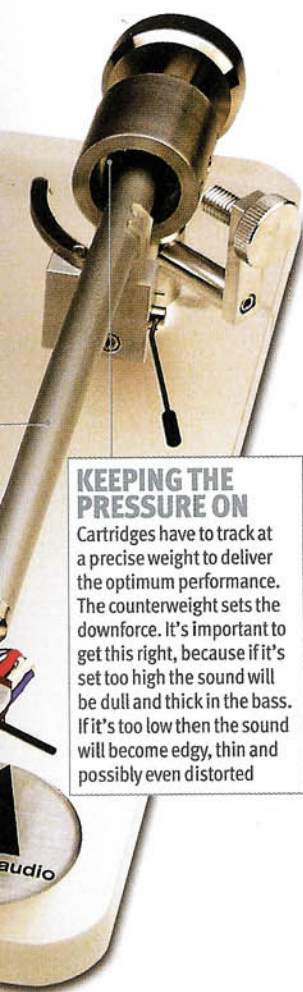 KEEPING THE
PRESSURE ON
Cartridges have to track at
a precise weight to deliver
the optimum performance.
The counterweight sets the
downforce. It's important to
get this right, because if it's
set too high the sound will
be dull and thick in the bass.
If it's too low then the sound
will become edgy, thin and
possibly even distorted
audio